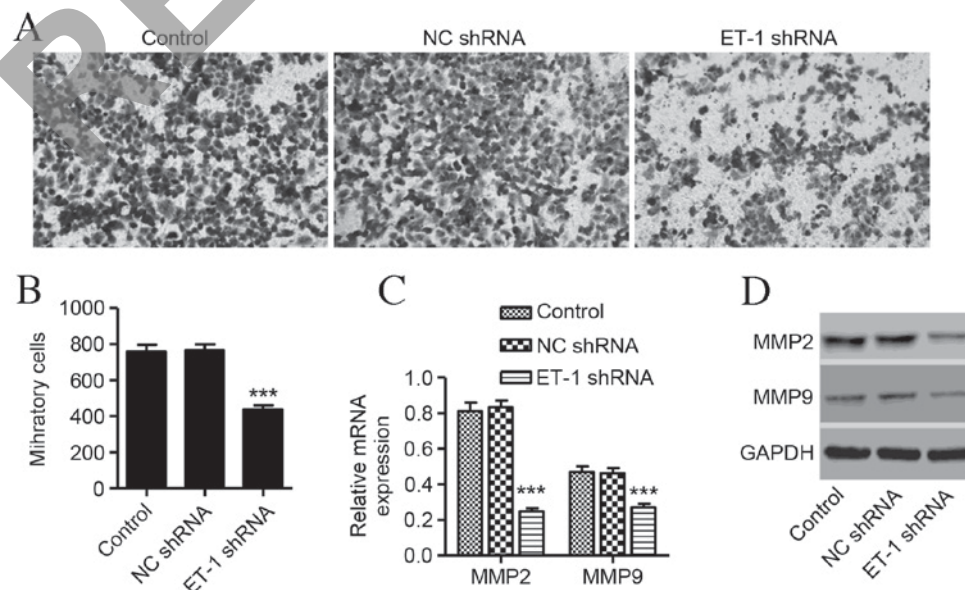 A
Control
NC shRNA
ET-1 shRNA
B
1000
800
600
400
200
0
Mihratory cells
***
Control
NC shRNA
ET-1 shRNA
C
Control
NC shRNA
ET-1 shRNA
1.0
0.8
0.6
0.4
0.2
0.0
Relative mRNA
expression
***
***
MMP2
MMP9
D
MMP2
MMP9
GAPDH
Control
NC shRNA
ET-1 shRNA